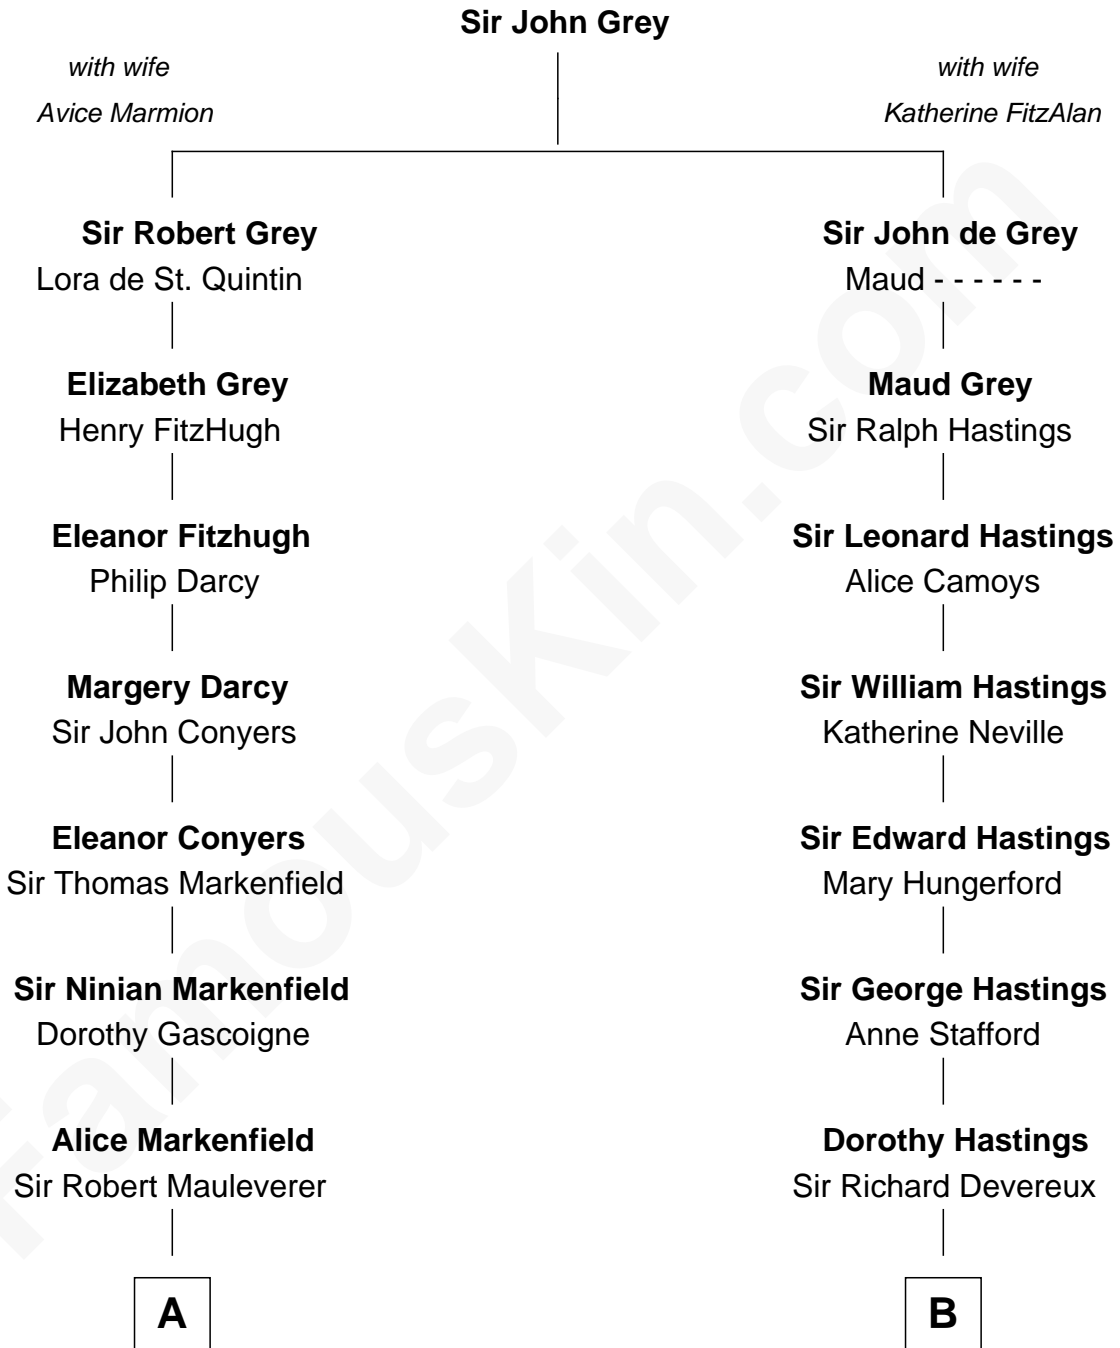 Sir John Grey
with wife
Avice Marmion
with wife
Katherine FitzAlan
Sir Robert Grey
Lora de St. Quintin
Sir John de Grey
Maud - - - - - -
Elizabeth Grey
Henry FitzHugh
Maud Grey
Sir Ralph Hastings
Eleanor Fitzhugh
Philip Darcy
Sir Leonard Hastings
Alice Camoys
Margery Darcy
Sir John Conyers
Sir William Hastings
Katherine Neville
Eleanor Conyers
Sir Thomas Markenfield
Sir Edward Hastings
Mary Hungerford
Sir Ninian Markenfield
Dorothy Gascoigne
Sir George Hastings
Anne Stafford
Alice Markenfield
Sir Robert Mauleverer
Dorothy Hastings
Sir Richard Devereux
A
B
FamousKin.com